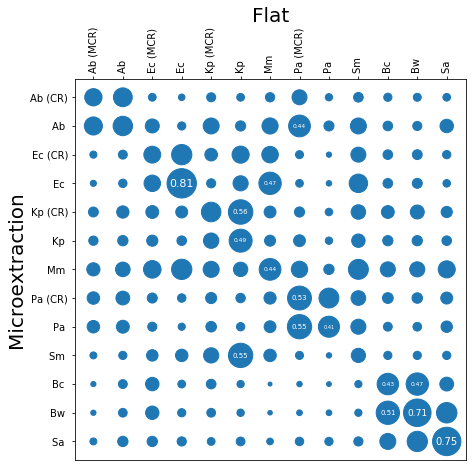 Flat
Ab (MCR)
Ab
Ec (MCR)
Ec
Kp (MCR)
Kp
Mm
Pa (MCR)
Pa
Sm
Bc
Bw
Sa
Microextraction
Ab (CR)
Ab
0.44
Ec (CR)
Ec
0.81
0.47
Kp (CR)
0.56
Kp
0.49
Mm
0.44
Pa (CR)
0.53
Pa
0.55
0.41
Sm
0.55
Bc
0.43
0.47
Bw
0.51
0.71
Sa
0.75